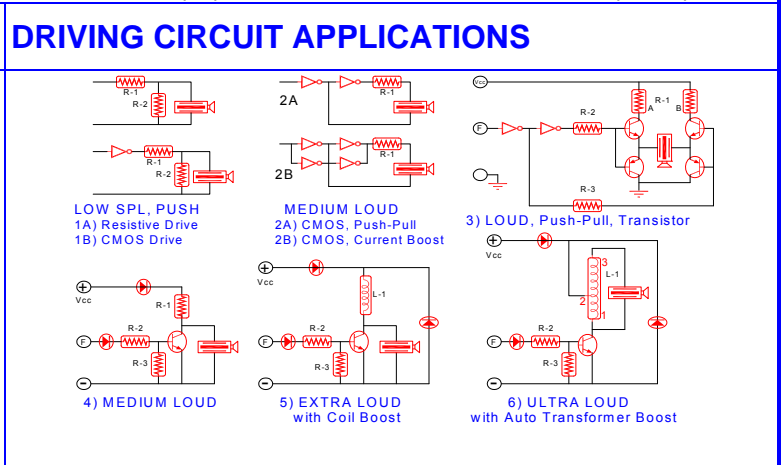 DRIVING CIRCUIT APPLICATIONS
R-1
R-2
R-1
R-2
LOW SPL, PUSH
1A) Resistive Drive
1B) CMOS Drive
2A
R-1
2B
R-1
MEDIUM LOUD
2A) CMOS, Push-Pull
2B) CMOS, Current Boost
Vcc
R-1
A
B
R-2
F
R-3
3) LOUD, Push-Pull, Transistor
+
Vcc
R-1
F
R-2
R-3
−
4) MEDIUM LOUD
+
Vcc
L-1
F
R-2
R-3
−
5) EXTRA LOUD
with Coil Boost
+
Vcc
3
L-1
2
1
F
R-2
R-3
−
6) ULTRA LOUD
with Auto Transformer Boost